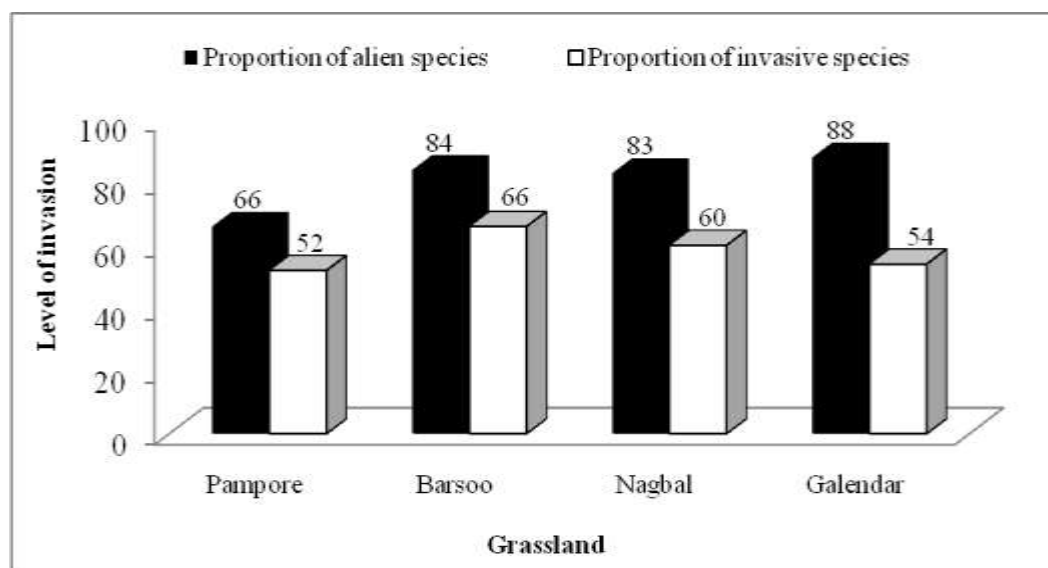 Proportion of alien species
Proportion of invasive species
Level of invasion
100
80
60
40
20
0
66
52
84
66
83
60
88
54
Pampore
Barsoo
Nagbal
Galendar
Grassland